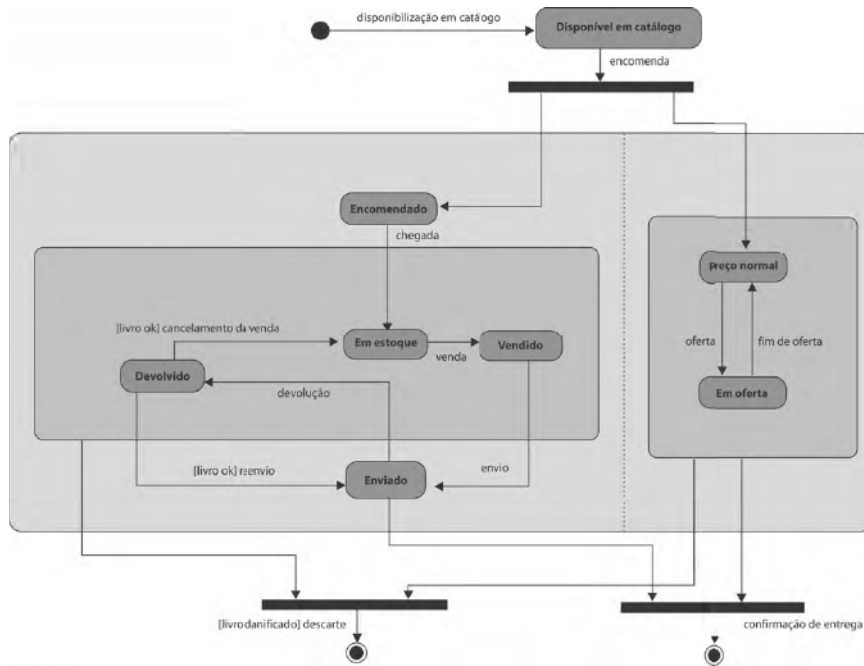 disponibilização em catálogo
Disponível em catálogo
encomenda
Encomendado
chegada
Preço normal
[livro ok] cancelamento da venda
Em estoque
venda
Vendido
oferta
fim de oferta
Devolvido
devolução
Em oferta
[livro ok] reenvio
Enviado
envio
[livro danificado] descarte
confirmação de entrega